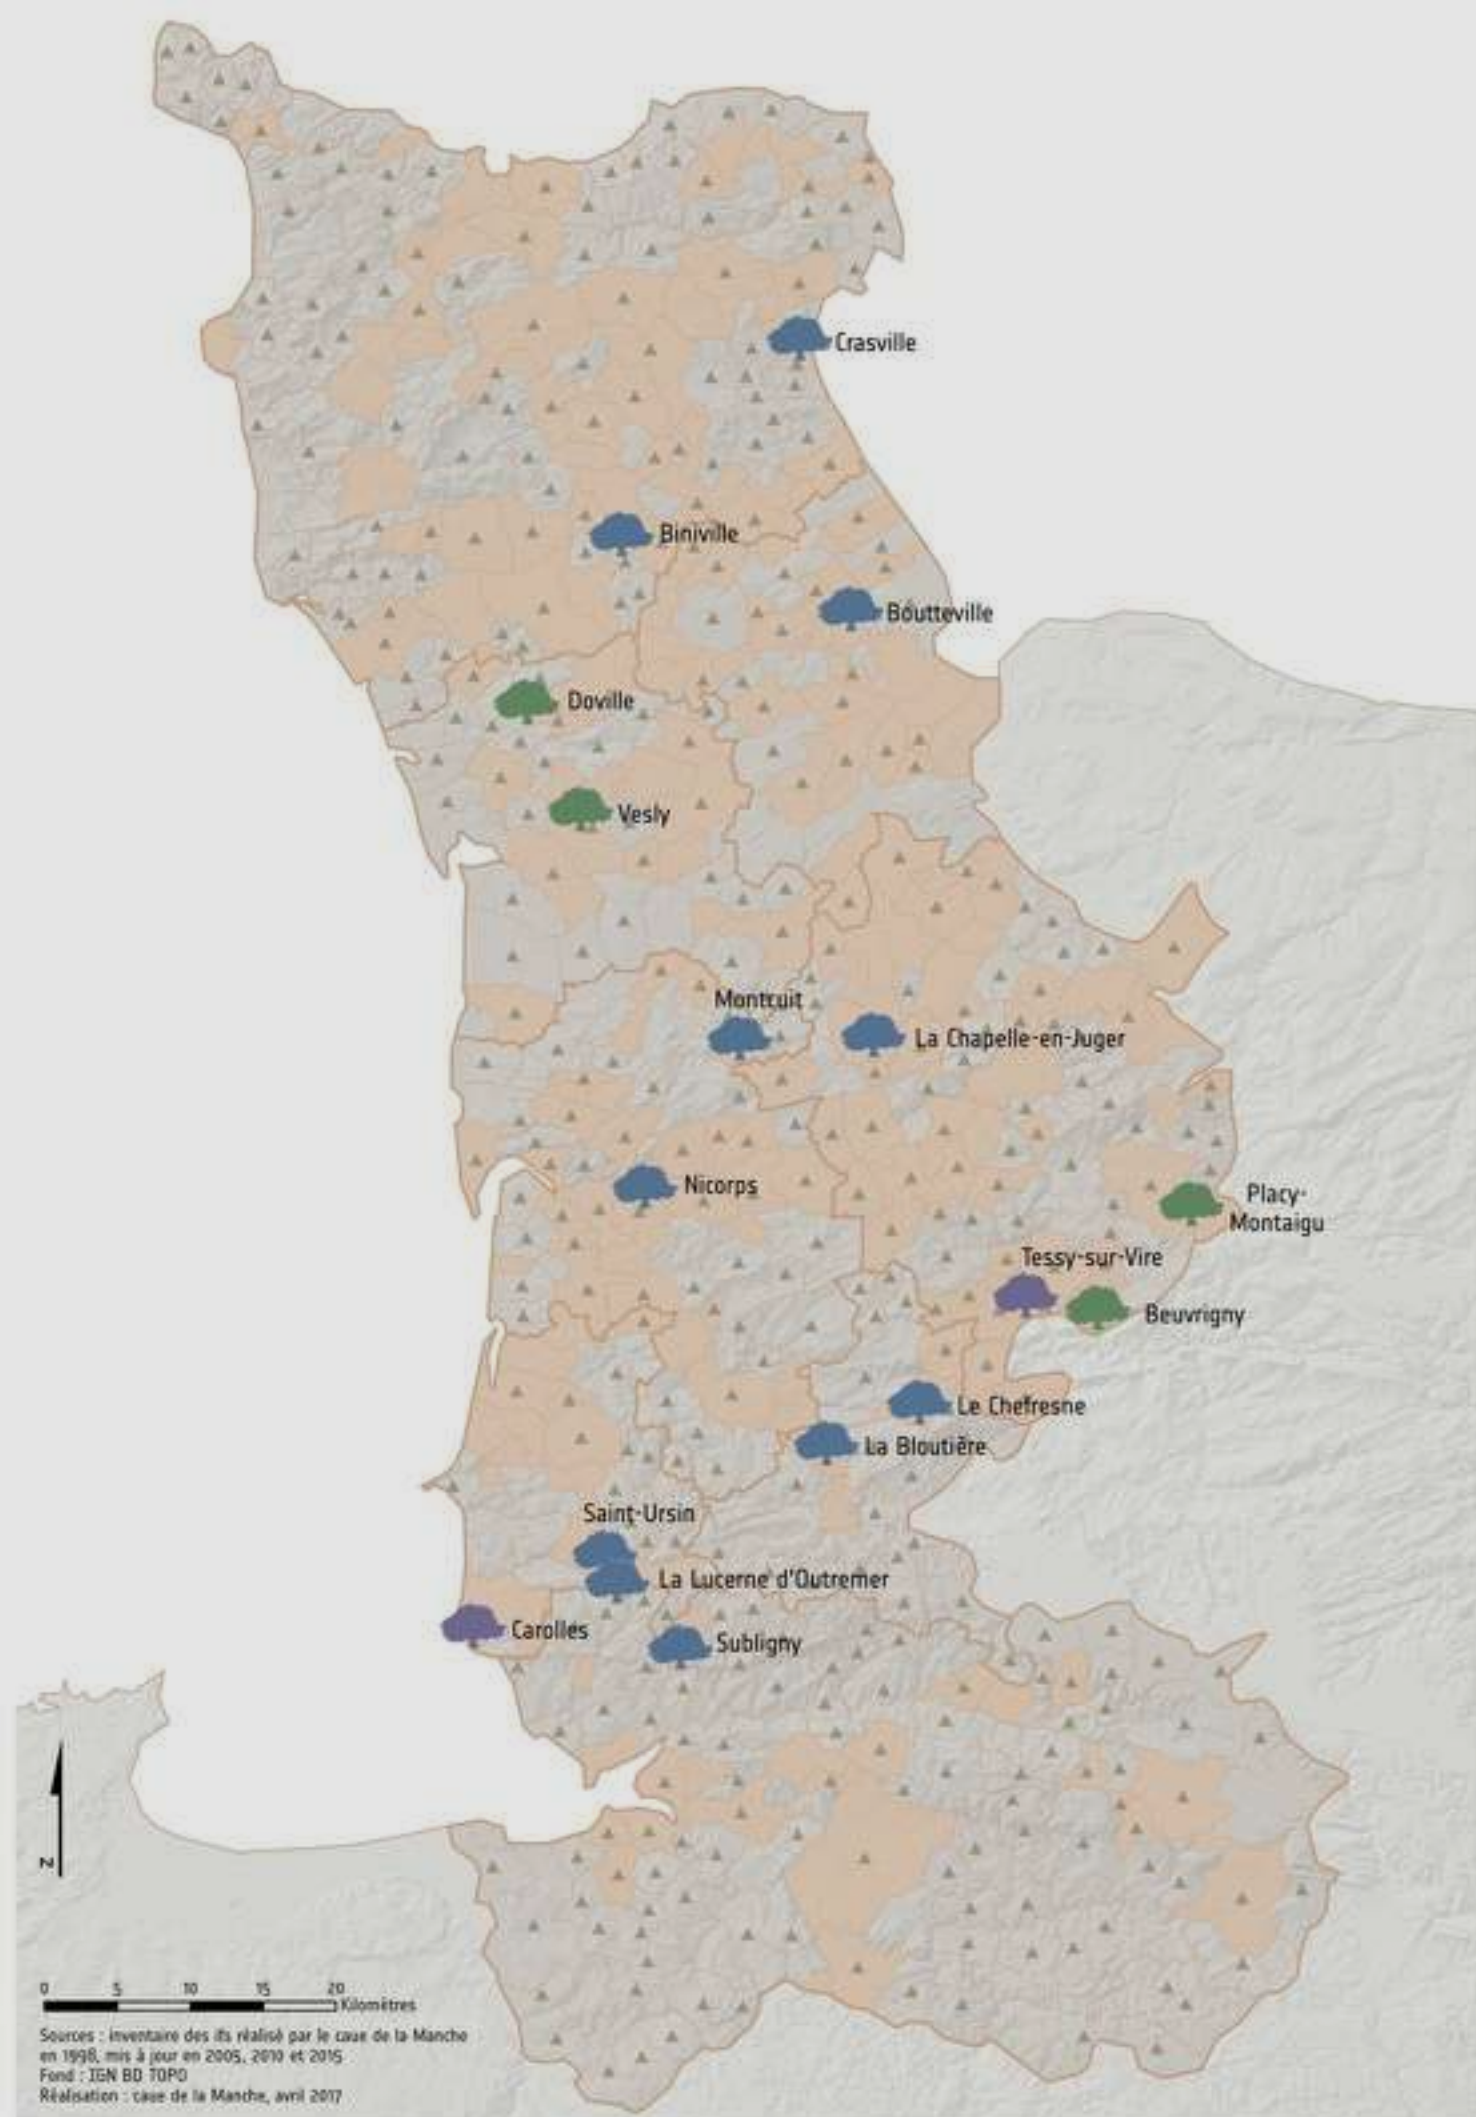 Crasville
Biniville
Boutteville
Doville
Vesly
Montcuit
La Chapelle-en-Juger
Nicorps
Placy-
Montaigu
Tessy-sur-Vire
Beuvrigny
Le Chefresne
La Bloutière
Saint-Ursin
La Lucerne d'Outremer
Carolles
Subligny
N
0 5 10 15 20
Kilomètres
Sources : inventaire des ifs réalisé par le caue de la Manche
en 1998, mis à jour en 2005, 2010 et 2015
Fond : IGN BD TOPO
Réalisation : caue de la Manche, avril 2017